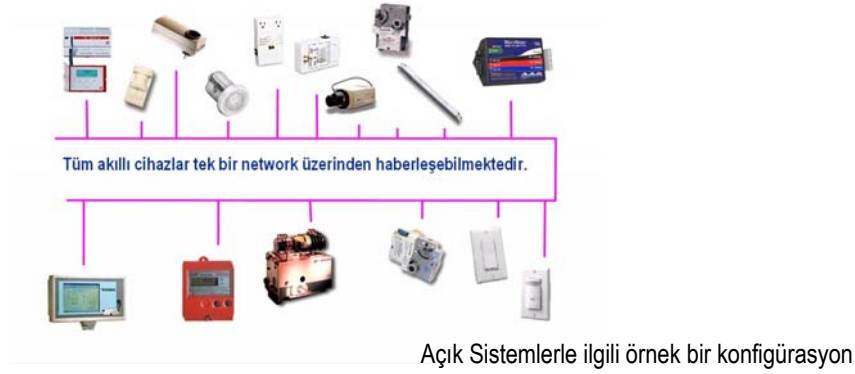 Tüm akıllı cihazlar tek bir network üzerinden haberleşebilmektedir.
Açık Sistemlerle ilgili örnek bir konfigürasyon